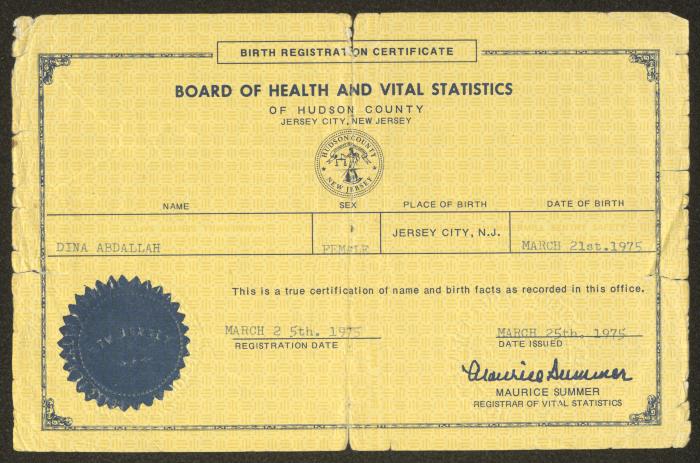 BIRTH REGISTRATION CERTIFICATE
BOARD OF HEALTH AND VITAL STATISTICS
OF HUDSON COUNTY
JERSEY CITY, NEW JERSEY
HUDSON COUNTY
NEW JERSEY
NAME SEX PLACE OF BIRTH DATE OF BIRTH
DINA ABDALLAH FEMALE JERSEY CITY, N.J. MARCH 21st.1975
This is a true certification of name and birth facts as recorded in this office.
MARCH 2 5th. 1975 MARCH 25th. 1975
REGISTRATION DATE DATE ISSUED
Maurice Summer
MAURICE SUMMER
REGISTRAR OF VITAL STATISTICS